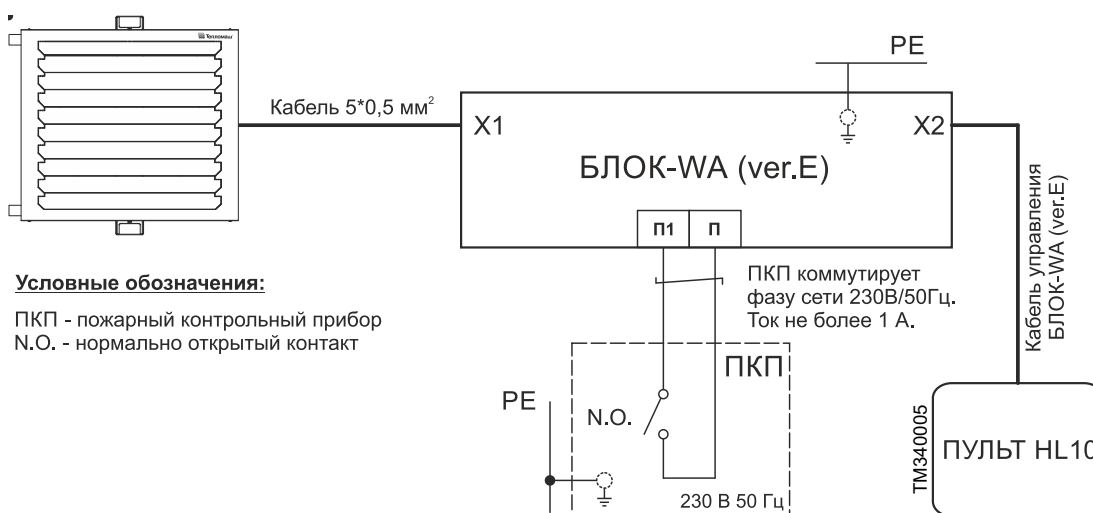 Тепломаш
PE
Кабель 5*0,5 мм²
X1
X2
БЛОК-WA (ver.E)
П1
П
Кабель управления
БЛОК-WA (ver.E)
Условные обозначения:
ПКП - пожарный контрольный прибор
N.O. - нормально открытый контакт
ПКП коммутирует
фазу сети 230В/50Гц.
Ток не более 1 А.
ПКП
PE
N.O.
230 В 50 Гц
TM340005
ПУЛЬТ HL10